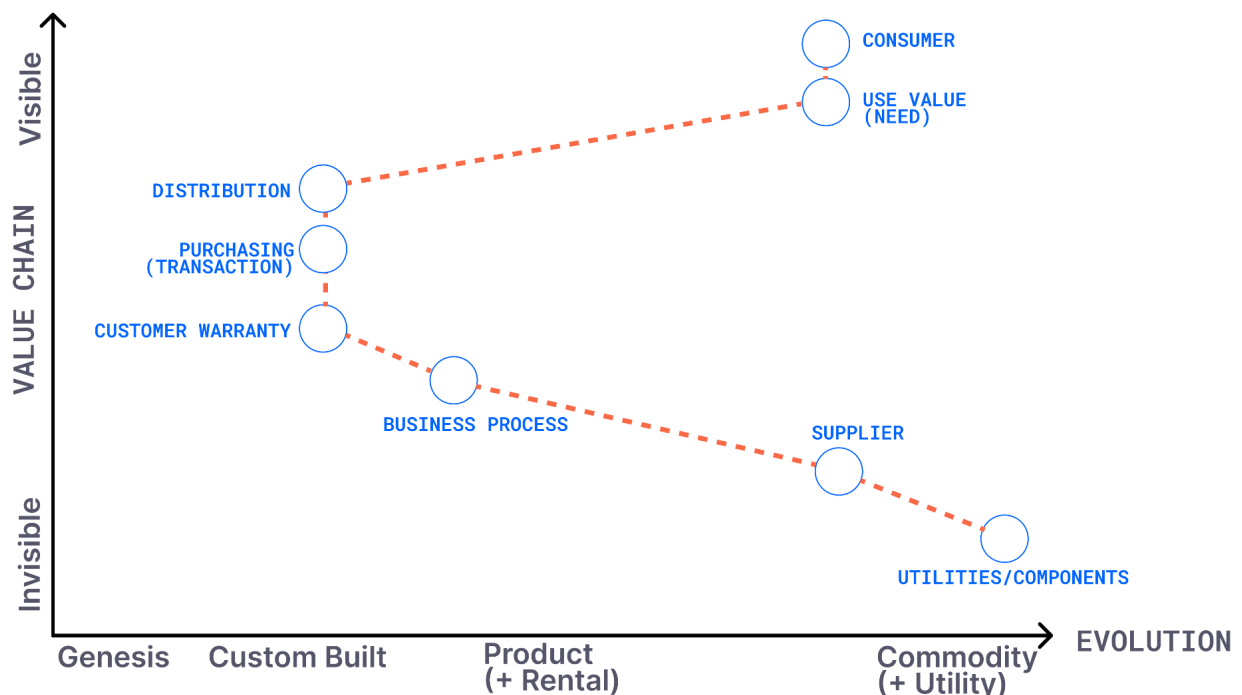 Visible
VALUE CHAIN
Invisible
CONSUMER
USE VALUE
(NEED)
DISTRIBUTION
PURCHASING
(TRANSACTION)
CUSTOMER WARRANTY
BUSINESS PROCESS
SUPPLIER
UTILITIES/COMPONENTS
EVOLUTION
Genesis
Custom Built
Product
(+ Rental)
Commodity
(+ Utility)